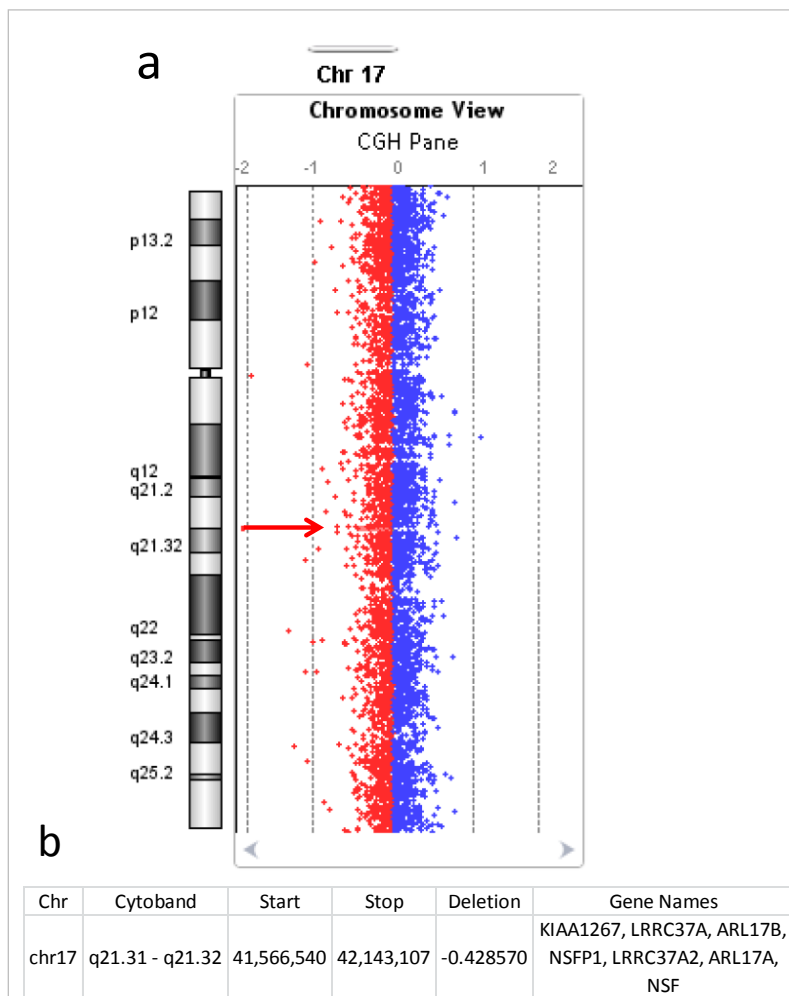 a
Chr 17
Chromosome View
CGH Pane
-2 -1 0 1 2
p13.2
p12
q12
q21.2
q21.32
q22
q23.2
q24.1
q24.3
q25.2
b
Chr Cytoband Start Stop Deletion Gene Names
chr17 q21.31 - q21.32 41,566,540 42,143,107 -0.428570 KIAA1267, LRRC37A, ARL17B,
NSFP1, LRRC37A2, ARL17A,
NSF